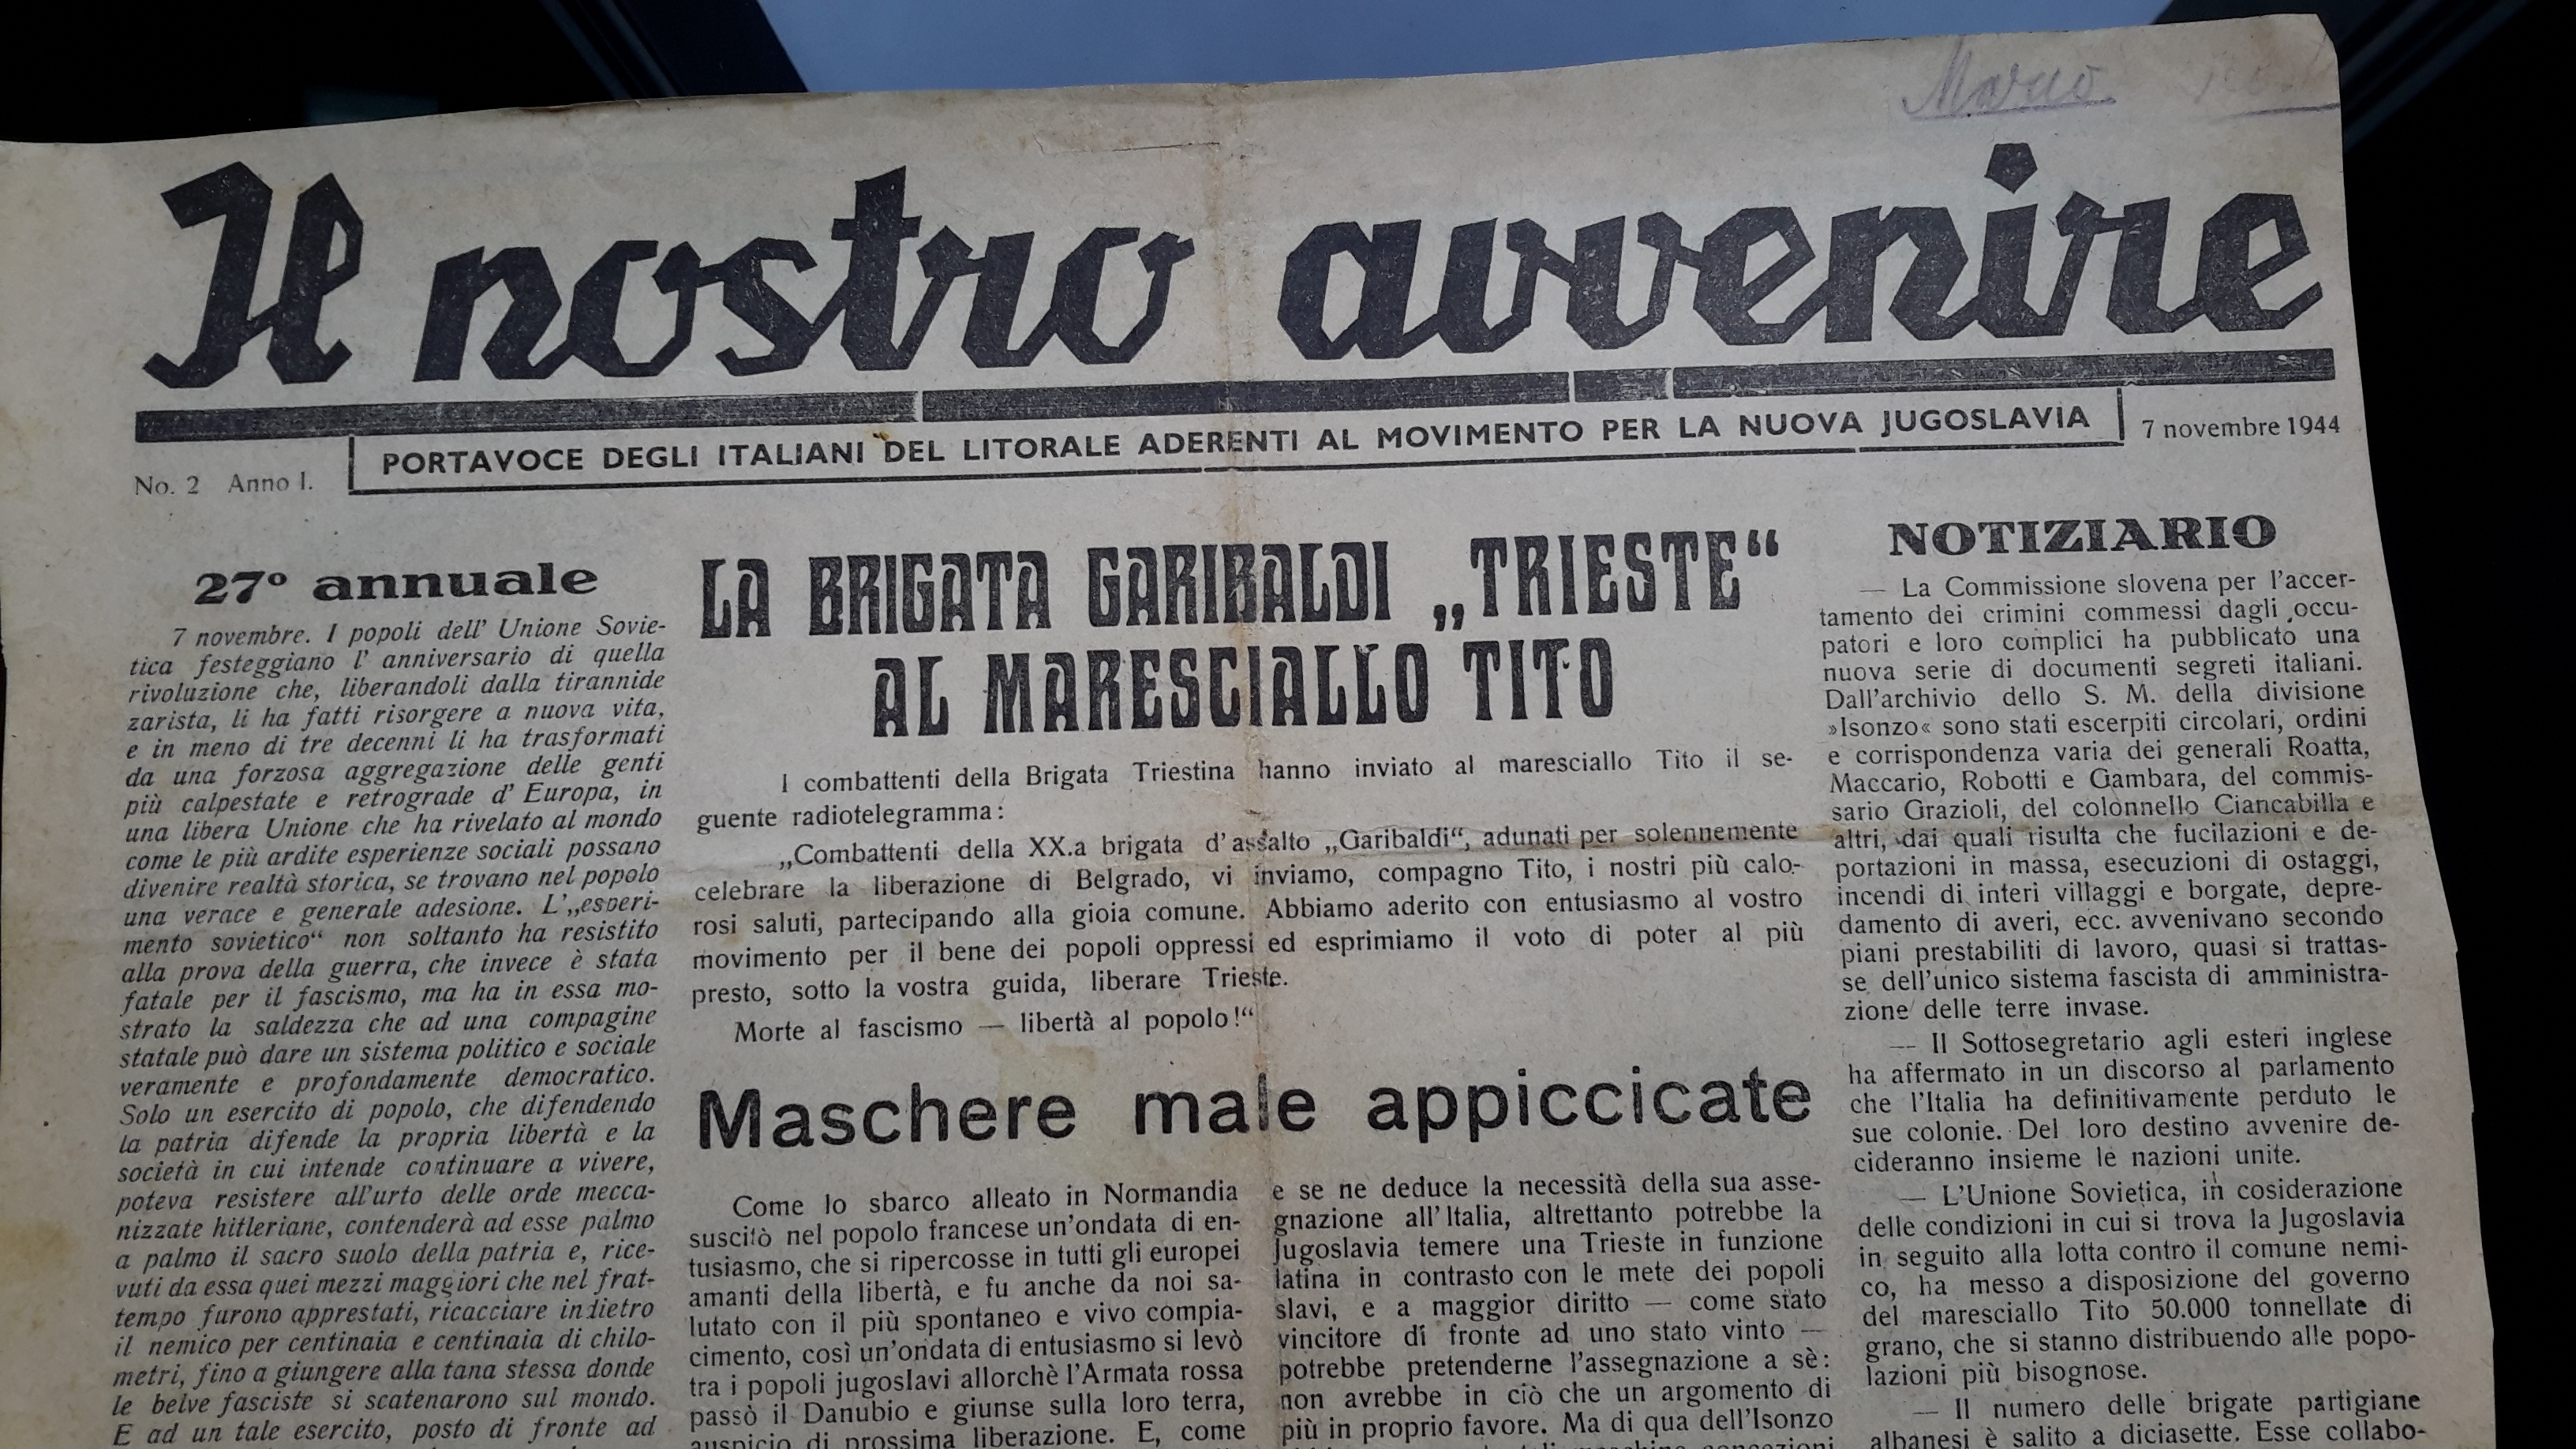 Marco
Il nostro avvenire
No. 2 Anno I.
PORTAVOCE DEGLI ITALIANI DEL LITORALE ADERENTI AL MOVIMENTO PER LA NUOVA JUGOSLAVIA
7 novembre 1944
27º annuale
7 novembre. I popoli dell' Unione Sovie-
tica festeggiano l' anniversario di quella
rivoluzione che, liberandoli dalla tirannide
zarista, li ha fatti risorgere a nuova vita,
e in meno di tre decenni li ha trasformati
da una forzosa aggregazione delle genti
più calpestate e retrograde d' Europa, in
una libera Unione che ha rivelato al mondo
come le più ardite esperienze sociali possano
divenire realtà storica, se trovano nel popolo
una verace e generale adesione. L'„esperi-
mento sovietico“ non soltanto ha resistito
alla prova della guerra, che invece è stata
fatale per il fascismo, ma ha in essa mo-
strato la saldezza che ad una compagine
statale può dare un sistema politico e sociale
veramente e profondamente democratico.
Solo un esercito di popolo, che difendendo
la patria difende la propria libertà e la
società in cui intende continuare a vivere,
poteva resistere all'urto delle orde mecca-
nizzate hitleriane, contenderà ad esse palmo
a palmo il sacro suolo della patria e, rice-
vuti da essa quei mezzi maggiori che nel frat-
tempo furono apprestati, ricacciare indietro
il nemico per centinaia e centinaia di chilo-
metri, fino a giungere alla tana stessa donde
le belve fasciste si scatenarono sul mondo.
E ad un tale esercito, posto di fronte ad
LA BRIGATA GARIBALDI „TRIESTE“
AL MARESCIALLO TITO
I combattenti della Brigata Triestina hanno inviato al maresciallo Tito il se-
guente radiotelegramma:
„Combattenti della XX.a brigata d'assalto „Garibaldi“, adunati per solennemente
celebrare la liberazione di Belgrado, vi inviamo, compagno Tito, i nostri più calo-
rosi saluti, partecipando alla gioia comune. Abbiamo aderito con entusiasmo al vostro
movimento per il bene dei popoli oppressi ed esprimiamo il voto di poter al più
presto, sotto la vostra guida, liberare Trieste.
Morte al fascismo — libertà al popolo!“
Maschere male appiccicate
Come lo sbarco alleato in Normandia
suscitò nel popolo francese un'ondata di en-
tusiasmo, che si ripercosse in tutti gli europei
amanti della libertà, e fu anche da noi sa-
lutato con il più spontaneo e vivo compia-
cimento, così un'ondata di entusiasmo si levò
tra i popoli jugoslavi allorchè l'Armata rossa
passò il Danubio e giunse sulla loro terra,
auspicio di prossima liberazione. E, come
e se ne deduce la necessità della sua asse-
gnazione all'Italia, altrettanto potrebbe la
Jugoslavia temere una Trieste in funzione
latina in contrasto con le mete dei popoli
slavi, e a maggior diritto — come stato
vincitore di fronte ad uno stato vinto —
potrebbe pretenderne l'assegnazione a sè:
non avrebbe in ciò che un argomento di
più in proprio favore. Ma di qua dell'Isonzo
NOTIZIARIO
— La Commissione slovena per l'accer-
tamento dei crimini commessi dagli occu-
patori e loro complici ha pubblicato una
nuova serie di documenti segreti italiani.
Dall'archivio dello S. M. della divisione
»Isonzo« sono stati escerpiti circolari, ordini
e corrispondenza varia dei generali Roatta,
Maccario, Robotti e Gambara, del commis-
sario Grazioli, del colonnello Ciancabilla e
altri, dai quali risulta che fucilazioni e de-
portazioni in massa, esecuzioni di ostaggi,
incendi di interi villaggi e borgate, depre-
damento di averi, ecc. avvenivano secondo
piani prestabiliti di lavoro, quasi si trattas-
se dell'unico sistema fascista di amministra-
zione delle terre invase.
— Il Sottosegretario agli esteri inglese
ha affermato in un discorso al parlamento
che l'Italia ha definitivamente perduto le
sue colonie. Del loro destino avvenire de-
cideranno insieme le nazioni unite.
— L'Unione Sovietica, in cosiderazione
delle condizioni in cui si trova la Jugoslavia
in seguito alla lotta contro il comune nemi-
co, ha messo a disposizione del governo
del maresciallo Tito 50.000 tonnellate di
grano, che si stanno distribuendo alle popo-
lazioni più bisognose.
— Il numero delle brigate partigiane
albanesi è salito a diciasette. Esse collabo-